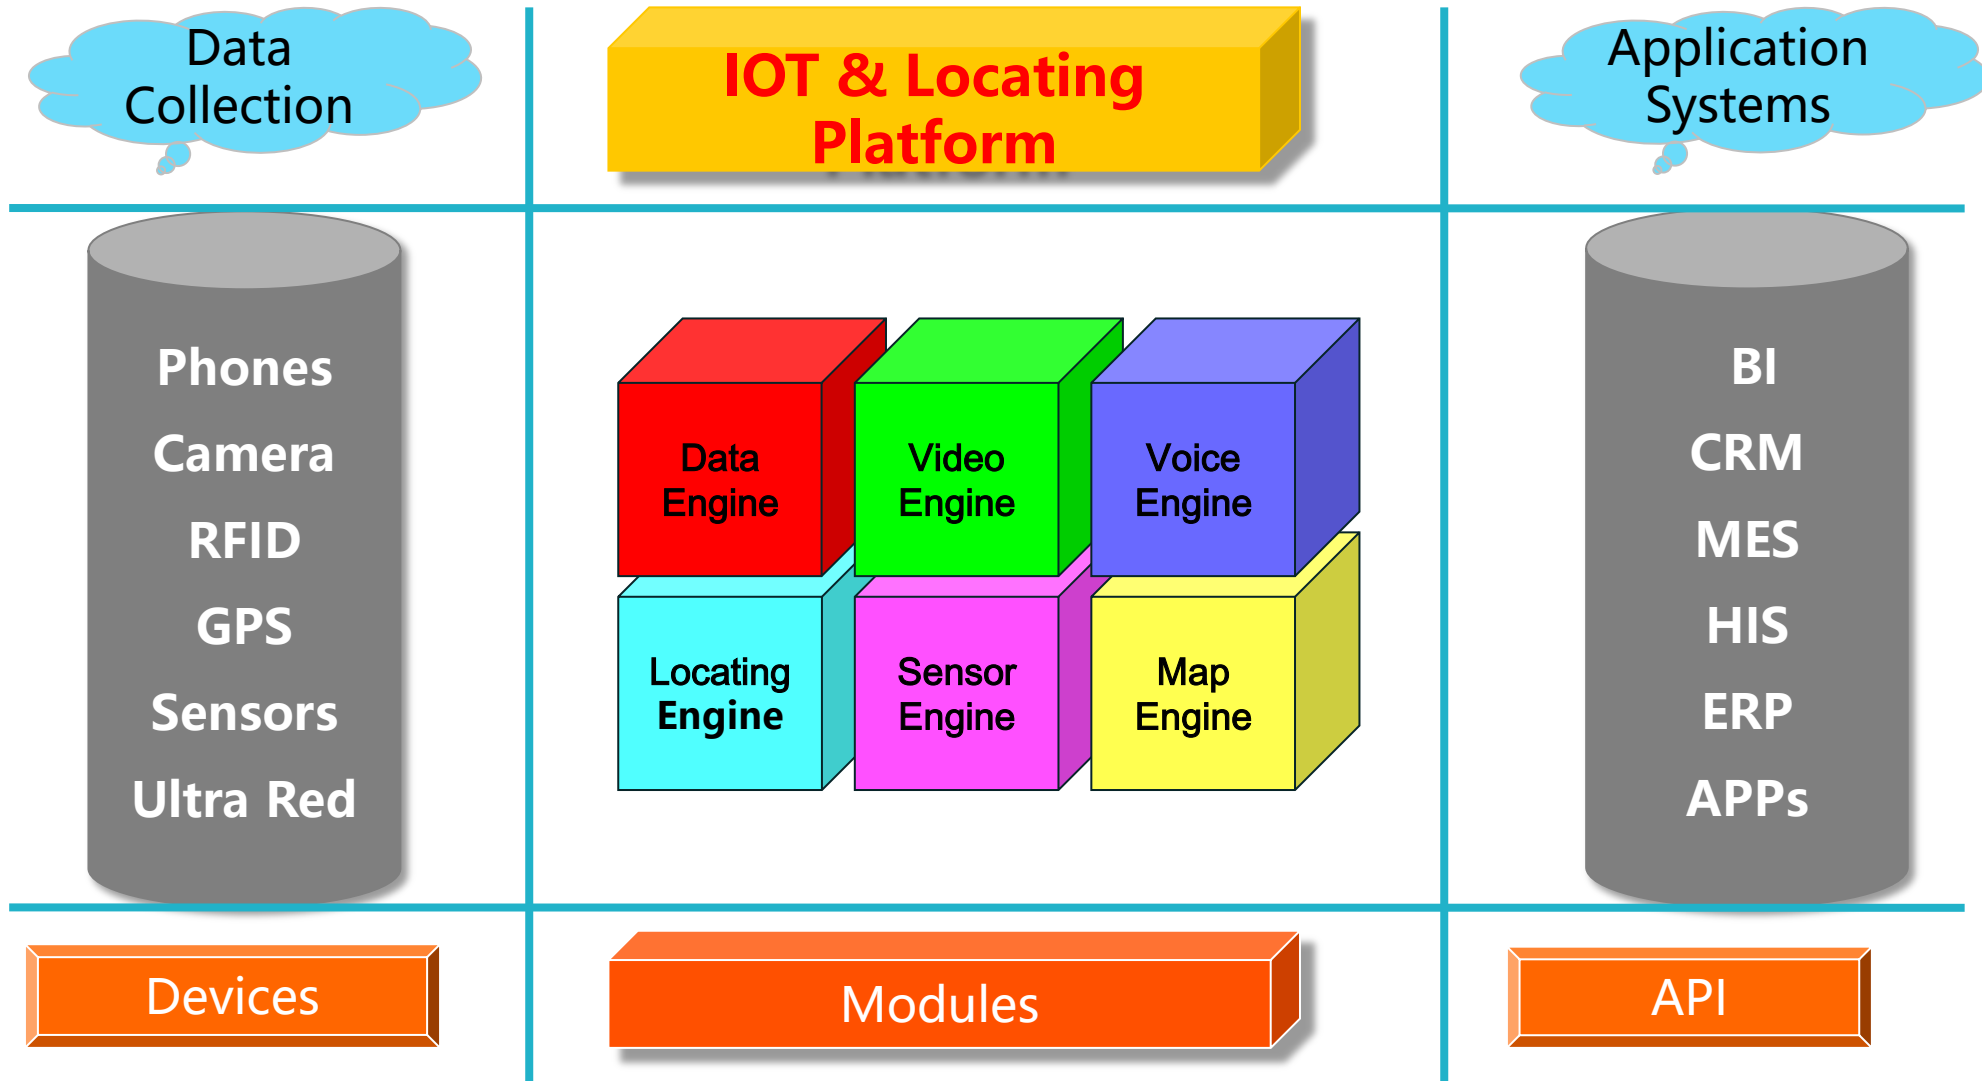 Data
Collection
IOT & Locating
Platform
Application
Systems
Phones
Camera
RFID
GPS
Sensors
Ultra Red
Data
Engine
Video
Engine
Voice
Engine
Locating
Engine
Sensor
Engine
Map
Engine
BI
CRM
MES
HIS
ERP
APPs
Devices
Modules
API